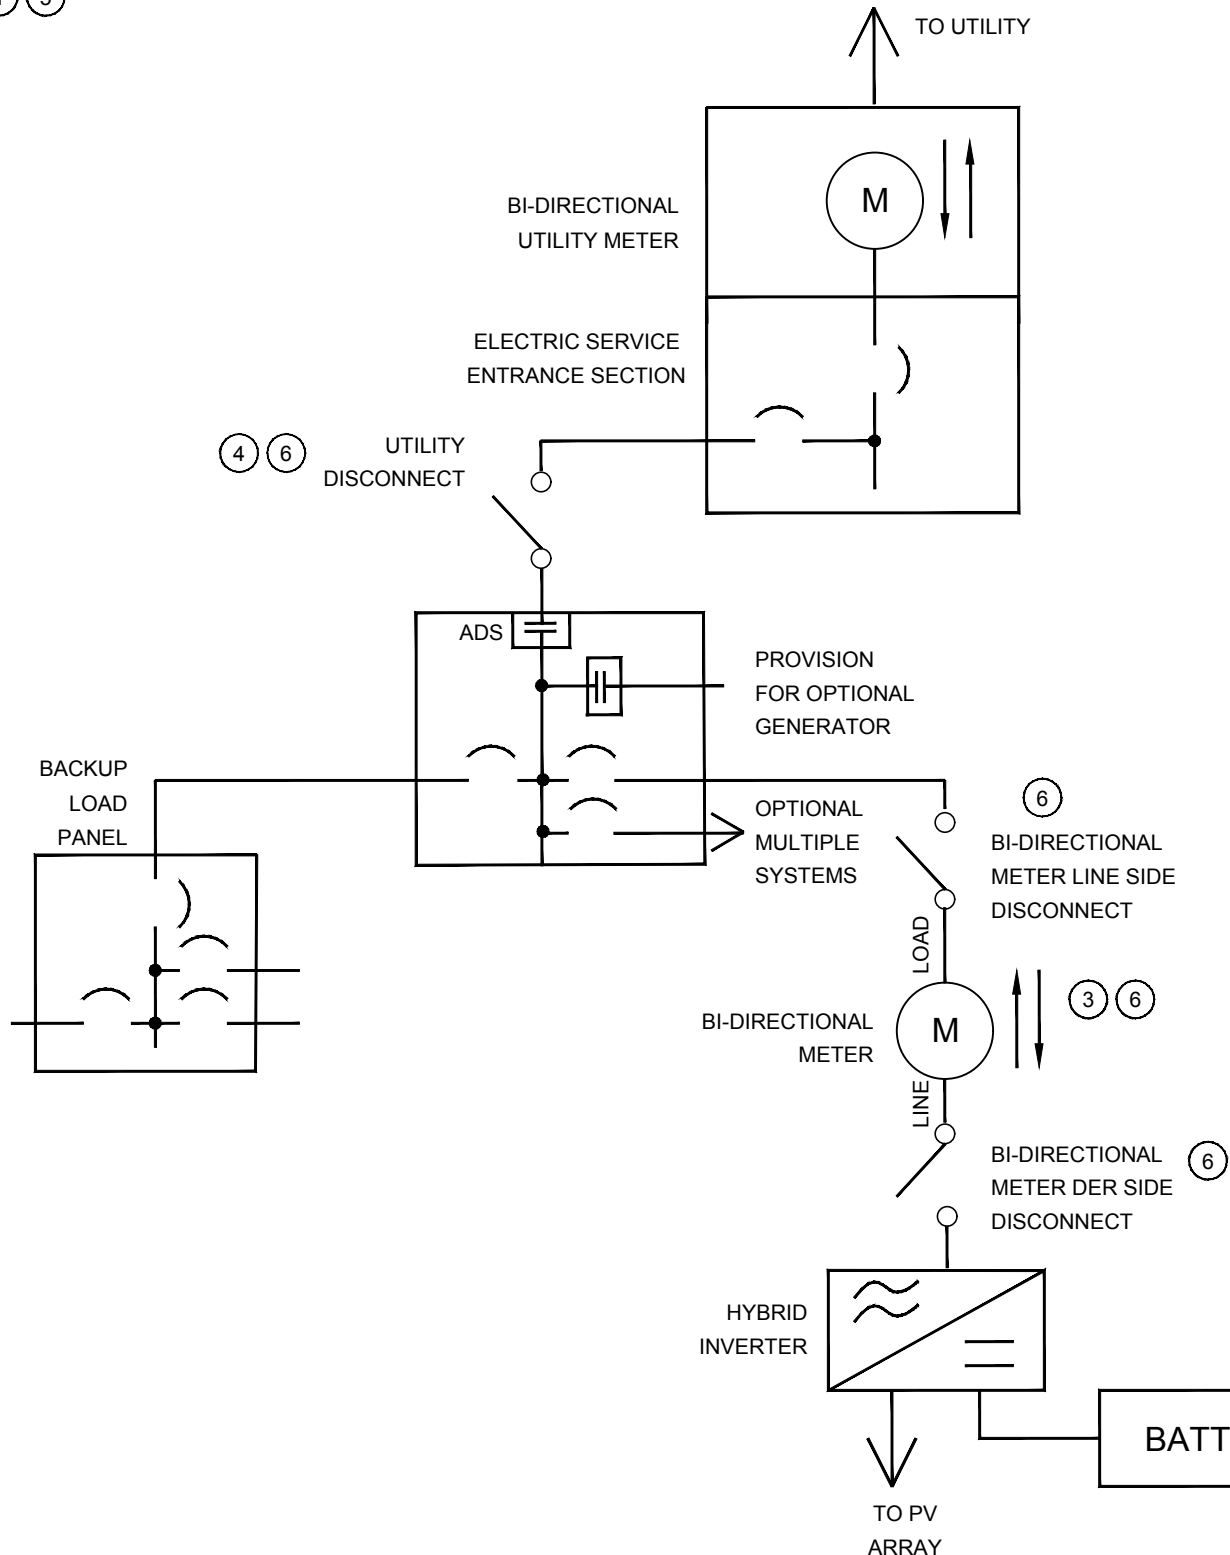 TO UTILITY
M
BI-DIRECTIONAL
UTILITY METER
ELECTRIC SERVICE
ENTRANCE SECTION
4 6
UTILITY
DISCONNECT
ADS
PROVISION
FOR OPTIONAL
GENERATOR
BACKUP
LOAD
PANEL
OPTIONAL
MULTIPLE
SYSTEMS
6
BI-DIRECTIONAL
METER LINE SIDE
DISCONNECT
LOAD
3 6
BI-DIRECTIONAL
METER
M
LINE
BI-DIRECTIONAL
METER DER SIDE
DISCONNECT
6
HYBRID
INVERTER
BATT
TO PV
ARRAY